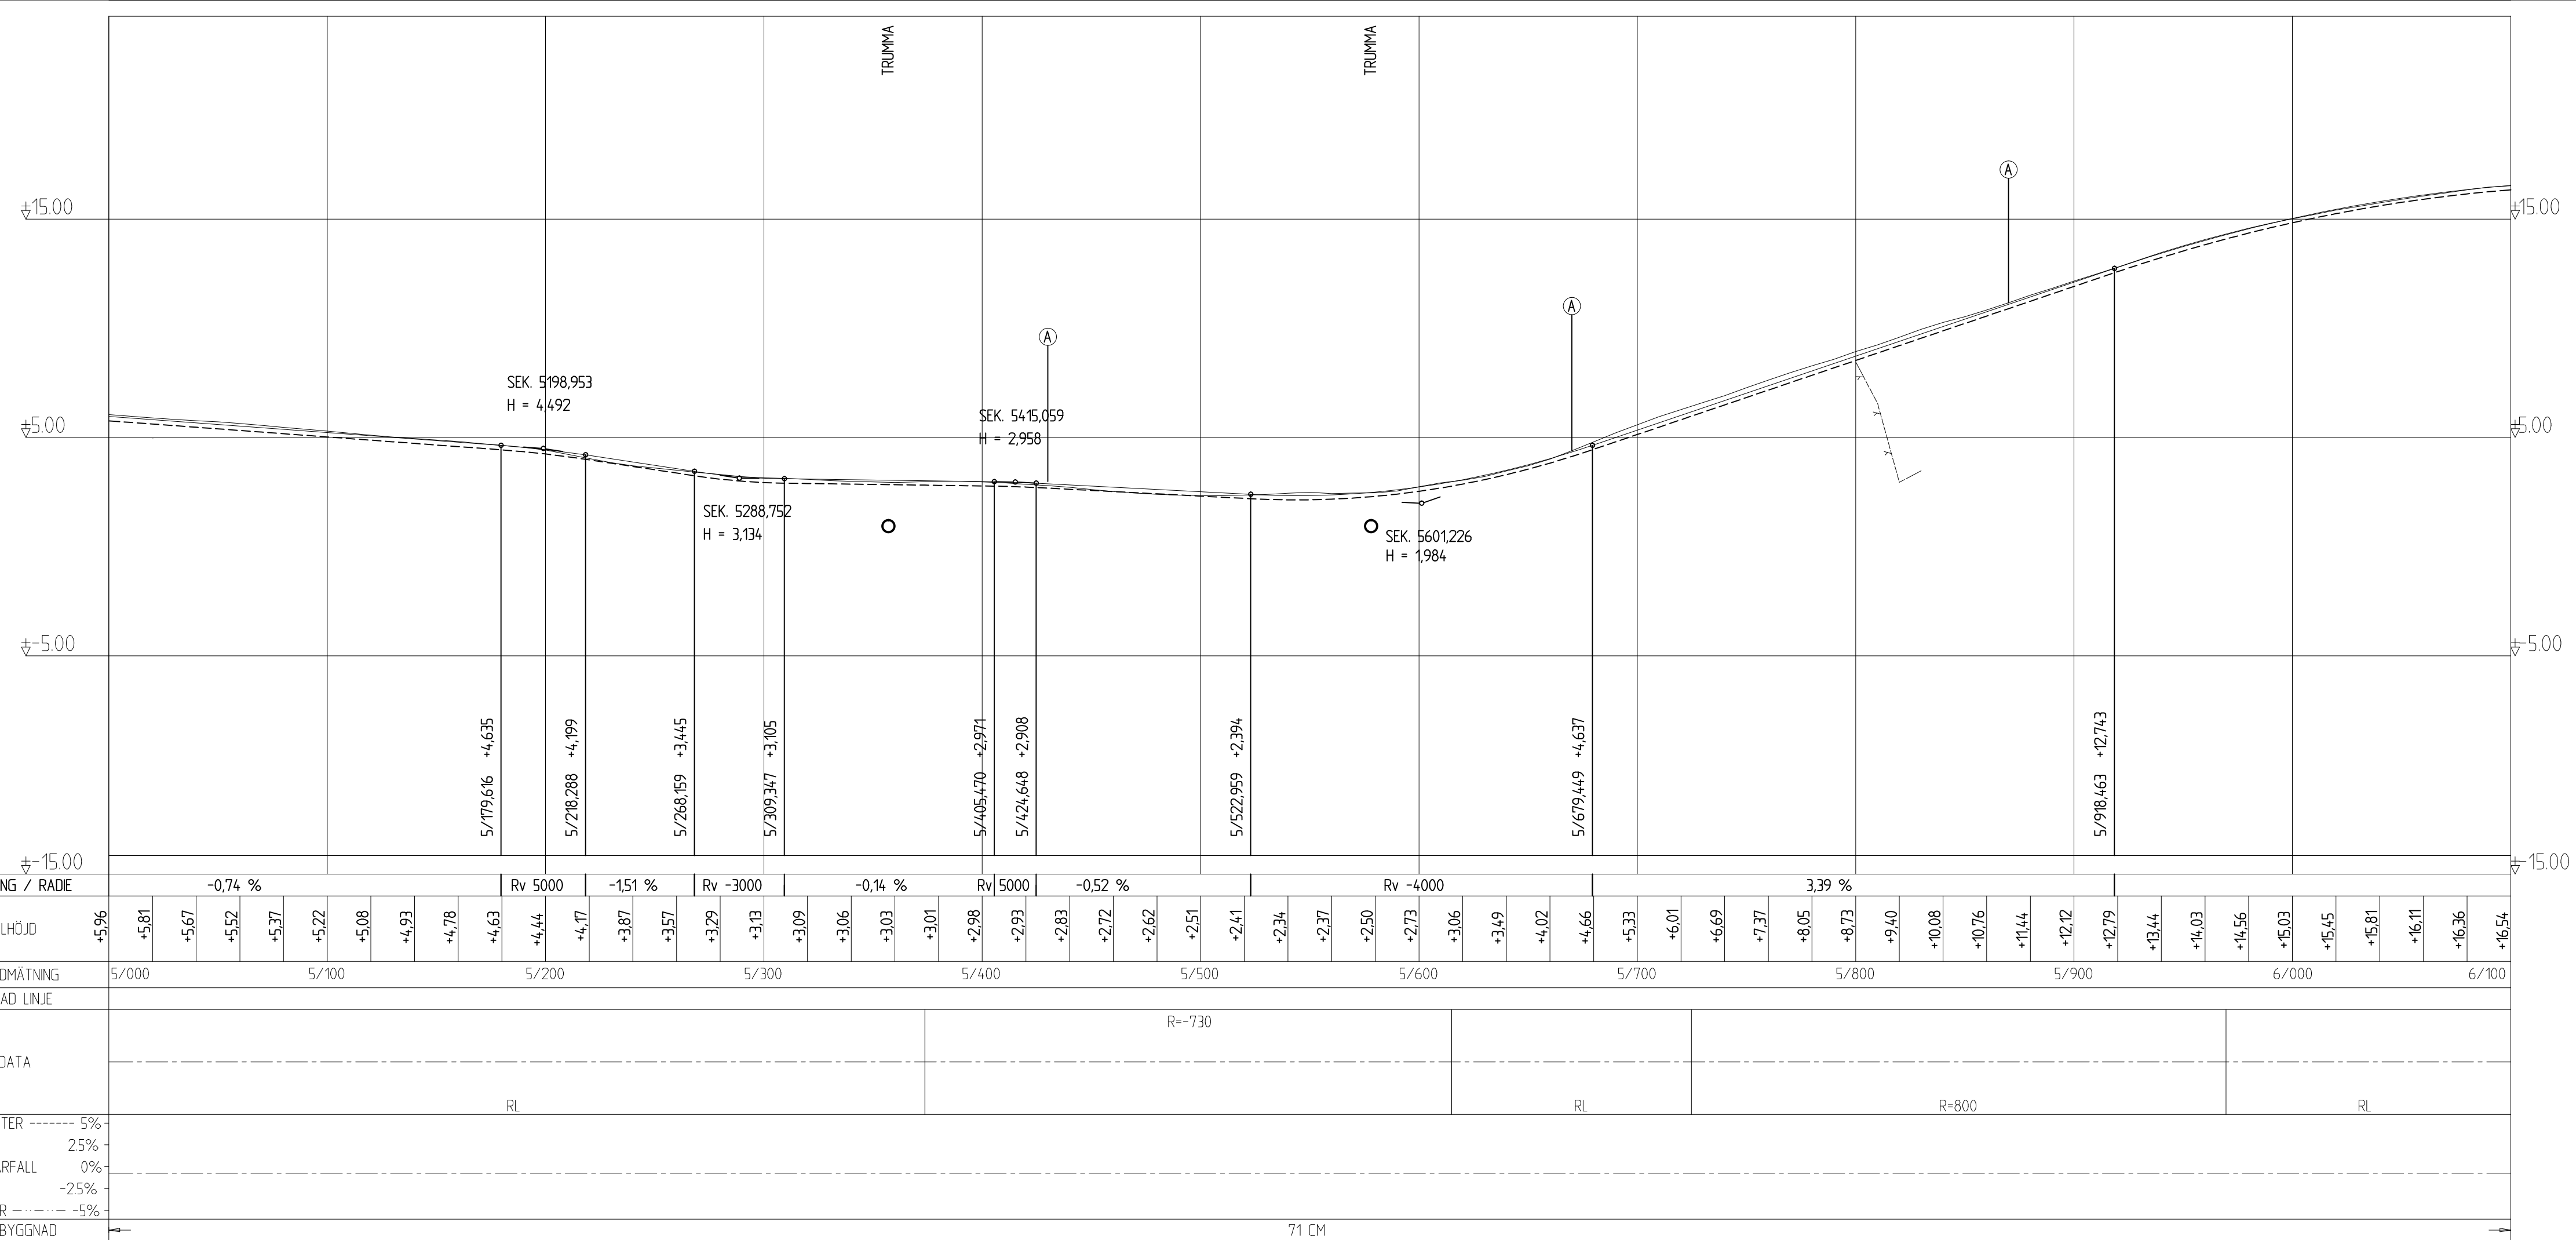 TRUMMA
TRUMMA
A
A
A
±15.00
±15.00
SEK. 5198,953
H = 4,492
SEK. 5415,059
H = 2,958
±5.00
±5.00
SEK. 5288,752
H = 3,134
SEK. 5601,226
H = 1,984
±-5.00
±-5.00
5/179,616 +4,635
5/218,288 +4,199
5/268,159 +3,445
5/309,347 +3,105
5/405,470 +2,971
5/424,648 +2,908
5/522,959 +2,394
5/679,449 +4,637
5/918,463 +12,743
±-15.00
±-15.00
NG / RADIE -0,74 % Rv 5000 -1,51 % Rv -3000 -0,14 % Rv 5000 -0,52 % Rv -4000 3,39 %
LHÖJD +5,96 +5,81 +5,67 +5,52 +5,37 +5,22 +5,08 +4,93 +4,78 +4,63 +4,44 +4,17 +3,87 +3,57 +3,29 +3,13 +3,09 +3,06 +3,03 +3,01 +2,98 +2,93 +2,83 +2,72 +2,62 +2,51 +2,41 +2,34 +2,37 +2,50 +2,73 +3,06 +3,49 +4,02 +4,66 +5,33 +6,01 +6,69 +7,37 +8,05 +8,73 +9,40 +10,08 +10,76 +11,44 +12,12 +12,79 +13,44 +14,03 +14,56 +15,03 +15,45 +15,81 +16,11 +16,36 +16,54
DMÄTNING 5/000 5/100 5/200 5/300 5/400 5/500 5/600 5/700 5/800 5/900 6/000 6/100
AD LINJE
R=-730
DATA
RL RL R=800 RL
TER ------- 5%
2.5%
RFALL 0%
-2.5%
R -5%
BYGGNAD 71 CM